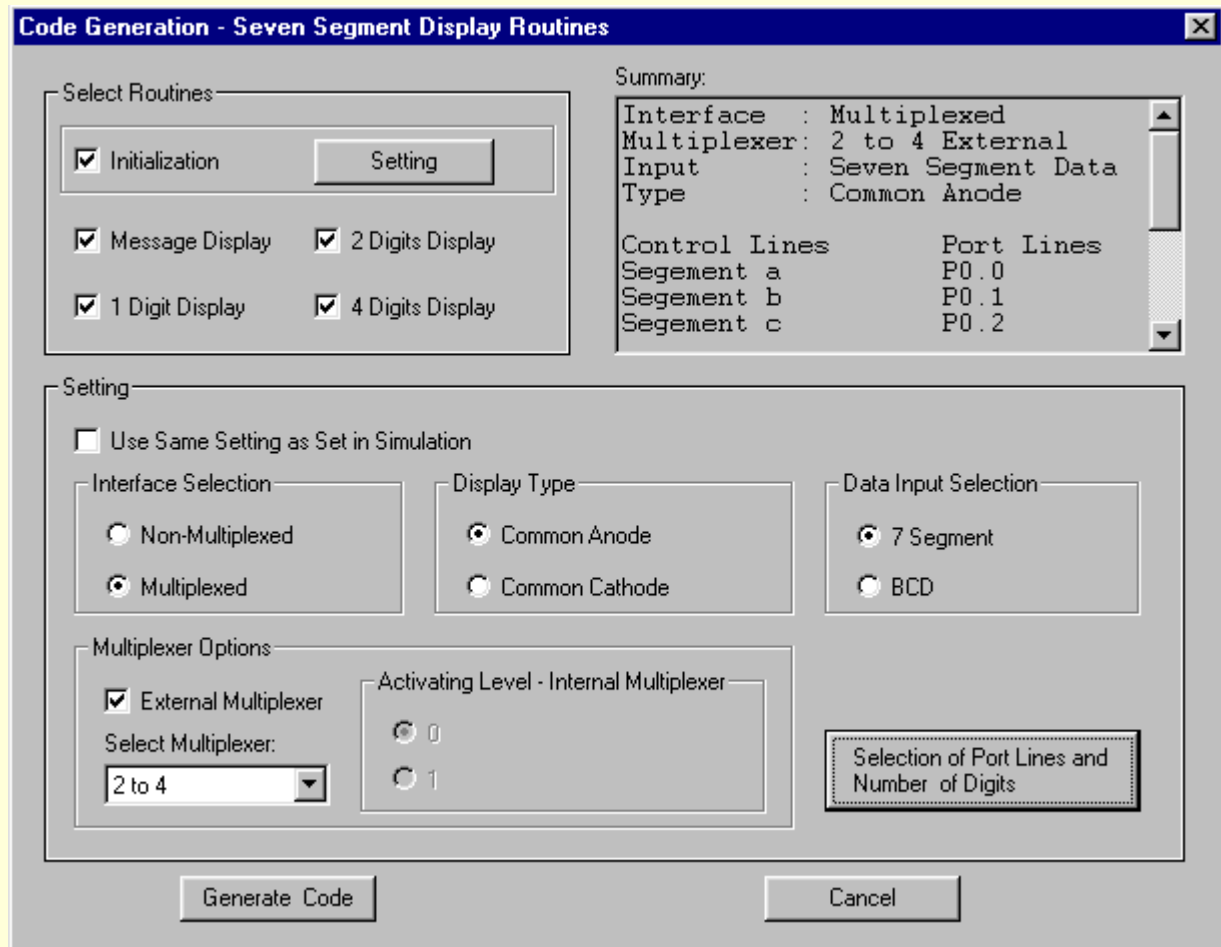 Code Generation - Seven Segment Display Routines
Select Routines
Initialization
Setting
Message Display
2 Digits Display
1 Digit Display
4 Digits Display
Summary:
Interface : Multiplexed
Multiplexer: 2 to 4 External
Input : Seven Segment Data
Type : Common Anode
Control Lines Port Lines
Segement a P0.0
Segement b P0.1
Segement c P0.2
Setting
Use Same Setting as Set in Simulation
Interface Selection
Non-Multiplexed
Multiplexed
Display Type
Common Anode
Common Cathode
Data Input Selection
7 Segment
BCD
Multiplexer Options
External Multiplexer
Select Multiplexer:
2 to 4
Activating Level - Internal Multiplexer
0
1
Selection of Port Lines and
Number of Digits
Generate Code
Cancel